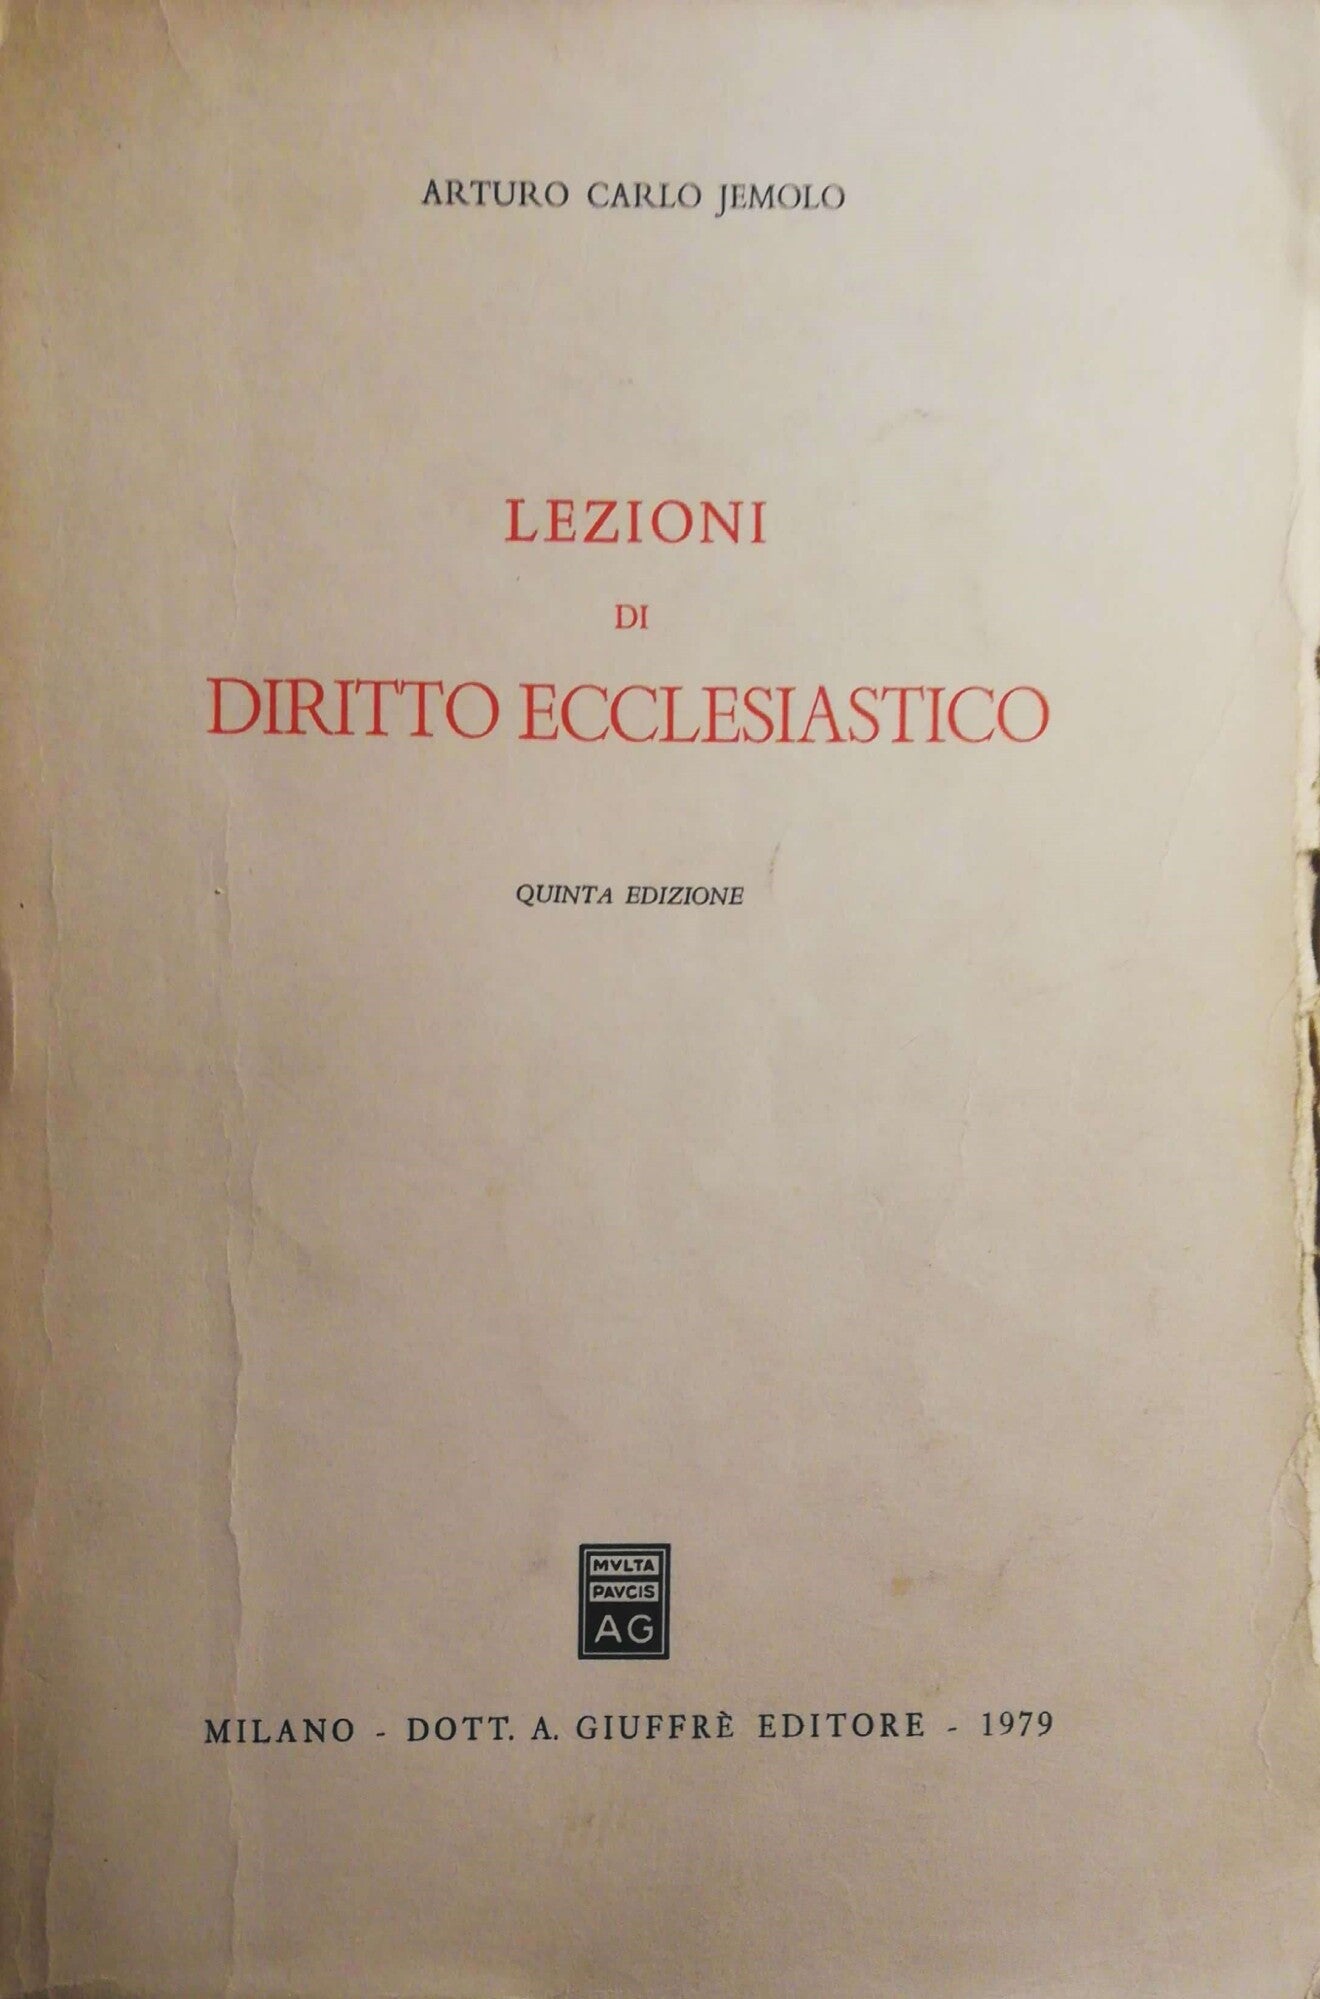 ARTURO CARLO JEMOLO
LEZIONI
DI
DIRITTO ECCLESIASTICO
QUINTA EDIZIONE
MVLTA
PAVCIS
AG
MILANO - DOTT. A. GIUFFRÈ EDITORE - 1979